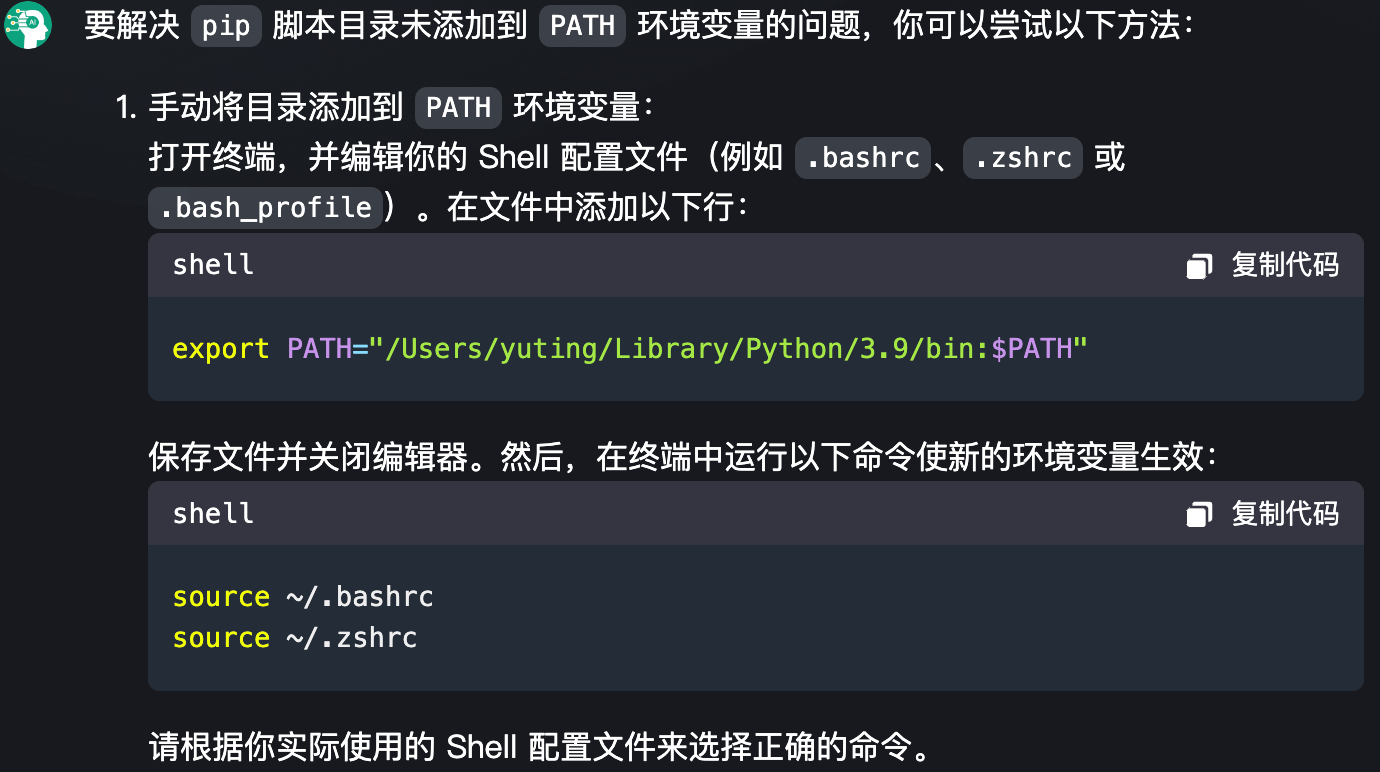 要解决 pip 脚本目录未添加到 PATH 环境变量的问题，你可以尝试以下方法：
1. 手动将目录添加到 PATH 环境变量：
打开终端，并编辑你的 Shell 配置文件（例如 .bashrc、.zshrc 或
.bash_profile）。在文件中添加以下行：
shell 复制代码
export PATH="/Users/yuting/Library/Python/3.9/bin:$PATH"
保存文件并关闭编辑器。然后，在终端中运行以下命令使新的环境变量生效：
shell 复制代码
source ~/.bashrc
source ~/.zshrc
请根据你实际使用的 Shell 配置文件来选择正确的命令。